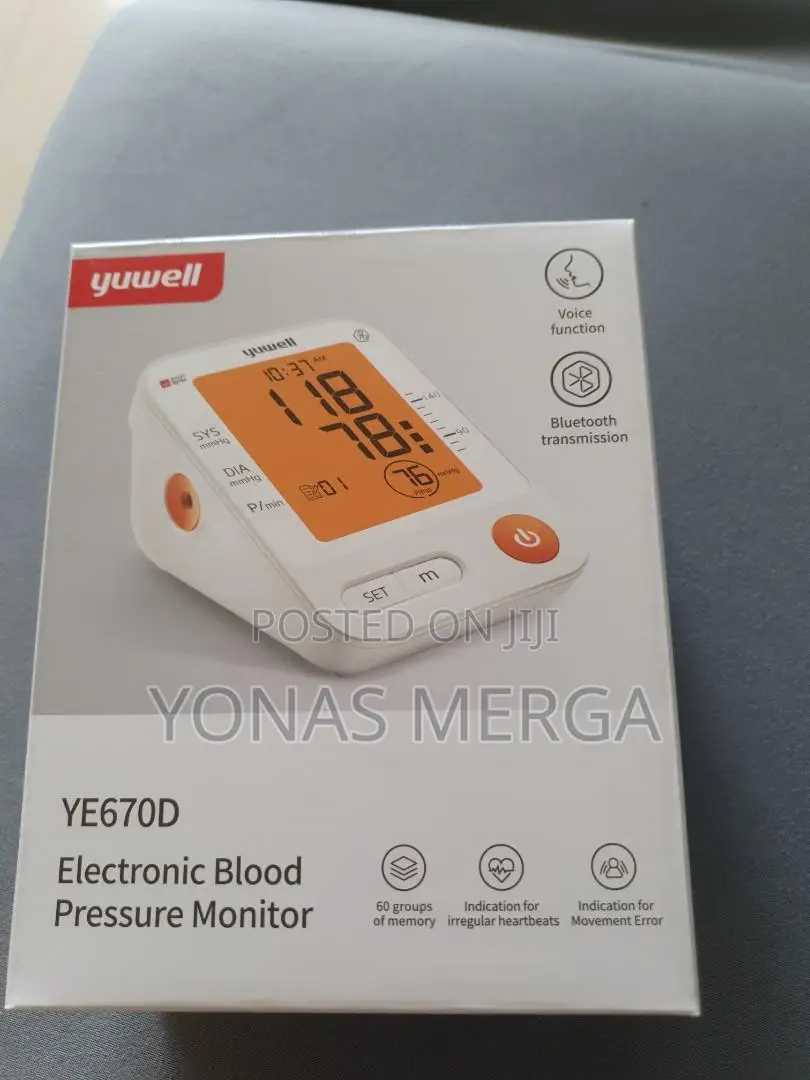 yuwell
Voice
function
Bluetooth
transmission
yuwell
10:37 AM
118
78
76
P/min
01
SYS
mmHg
DIA
mmHg
P/min
140
90
mmHg
SET
m
POSTED ON JIJI
YONAS MERGA
YE670D
Electronic Blood
Pressure Monitor
60 groups
of memory
Indication for
irregular heartbeats
Indication for
Movement Error